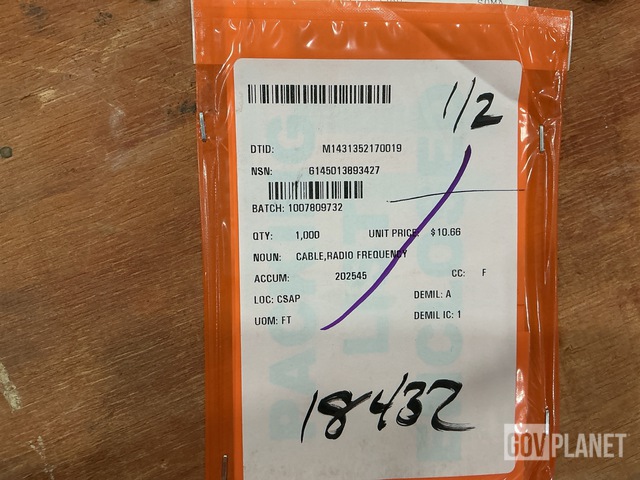 1/2
DTID: M1431352170019
NSN: 6145013893427
BATCH: 1007809732
QTY: 1,000 UNIT PRICE: $10.66
NOUN: CABLE,RADIO FREQUENCY
ACCUM: 202545 CC: F
LOC: CSAP DEMIL: A
UOM: FT DEMIL IC: 1
18432
GOVPLANET